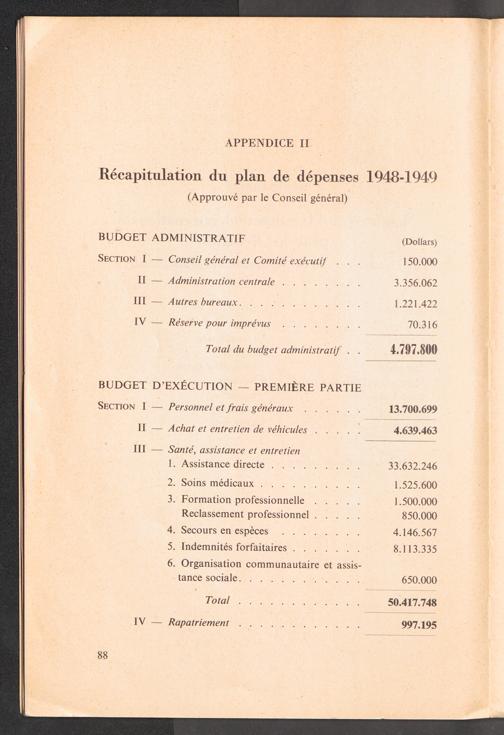 APPENDICE II
Récapitulation du plan de dépenses 1948-1949
(Approuvé par le Conseil général)
BUDGET ADMINISTRATIF (Dollars)
SECTION I — Conseil général et Comité exécutif . . . 150.000
II — Administration centrale . . . . . . . . 3.356.062
III — Autres bureaux . . . . . . . . . . . . 1.221.422
IV — Réserve pour imprévus . . . . . . . . 70.316
Total du budget administratif . . 4.797.800
BUDGET D'EXÉCUTION — PREMIÈRE PARTIE
SECTION I — Personnel et frais généraux . . . . . . 13.700.699
II — Achat et entretien de véhicules . . . . . 4.639.463
III — Santé, assistance et entretien
1. Assistance directe . . . . . . . . . 33.632.246
2. Soins médicaux . . . . . . . . . . 1.525.600
3. Formation professionnelle . . . . . 1.500.000
Reclassement professionnel . . . . . 850.000
4. Secours en espèces . . . . . . . . 4.146.567
5. Indemnités forfaitaires . . . . . . . 8.113.335
6. Organisation communautaire et assis-
tance sociale . . . . . . . . . . . . 650.000
Total . . . . . . . . . . . . 50.417.748
IV — Rapatriement . . . . . . . . . . . . 997.195
88